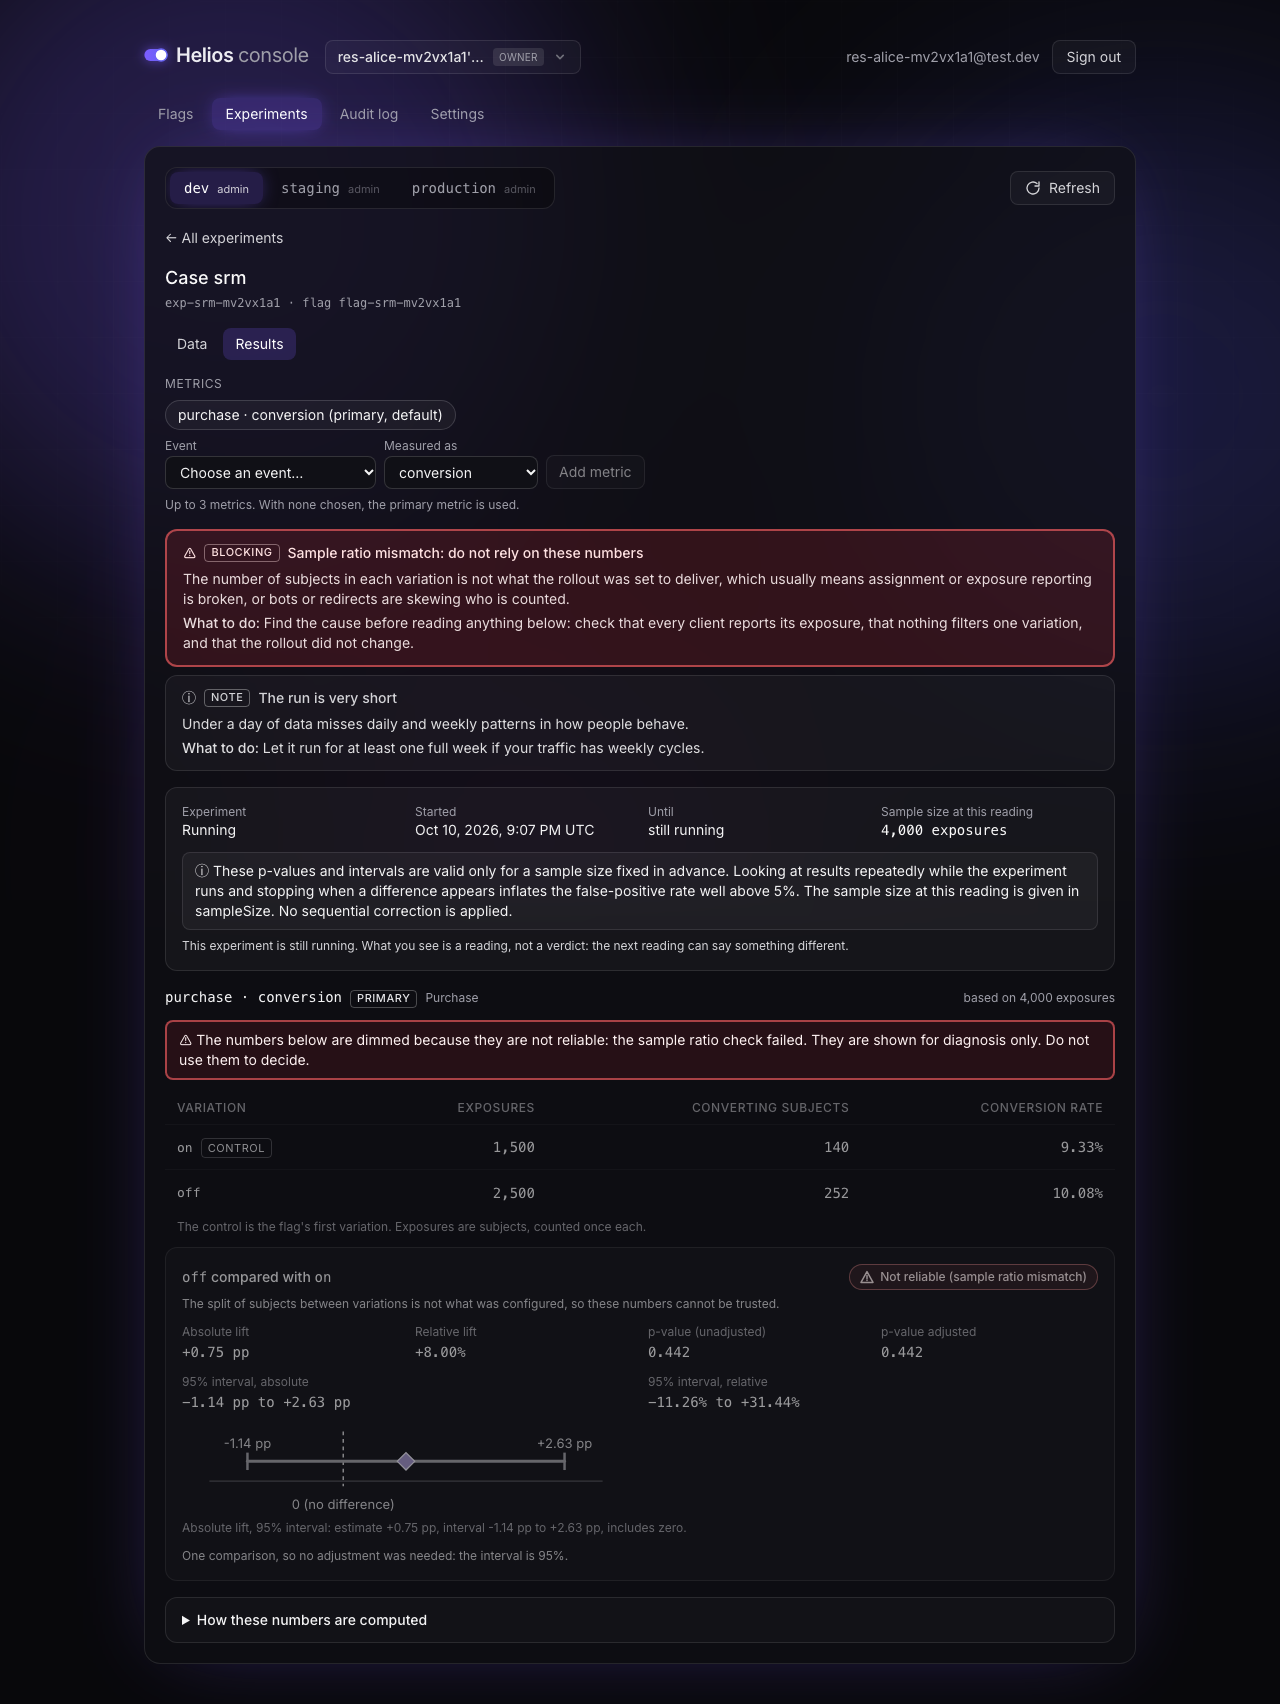 Helios console
res-alice-mv2vx1a1'... OWNER
res-alice-mv2vx1a1@test.dev
Sign out
Flags
Experiments
Audit log
Settings
dev admin
staging admin
production admin
Refresh
← All experiments
Case srm
exp-srm-mv2vx1a1 · flag flag-srm-mv2vx1a1
Data
Results
METRICS
purchase · conversion (primary, default)
Event
Measured as
Choose an event...
conversion
Add metric
Up to 3 metrics. With none chosen, the primary metric is used.
BLOCKING Sample ratio mismatch: do not rely on these numbers
The number of subjects in each variation is not what the rollout was set to deliver, which usually means assignment or exposure reporting
is broken, or bots or redirects are skewing who is counted.
What to do: Find the cause before reading anything below: check that every client reports its exposure, that nothing filters one variation,
and that the rollout did not change.
NOTE The run is very short
Under a day of data misses daily and weekly patterns in how people behave.
What to do: Let it run for at least one full week if your traffic has weekly cycles.
Experiment
Started
Until
Sample size at this reading
Running
Oct 10, 2026, 9:07 PM UTC
still running
4,000 exposures
ⓘ These p-values and intervals are valid only for a sample size fixed in advance. Looking at results repeatedly while the experiment
runs and stopping when a difference appears inflates the false-positive rate well above 5%. The sample size at this reading is given in
sampleSize. No sequential correction is applied.
This experiment is still running. What you see is a reading, not a verdict: the next reading can say something different.
purchase · conversion PRIMARY Purchase
based on 4,000 exposures
⚠ The numbers below are dimmed because they are not reliable: the sample ratio check failed. They are shown for diagnosis only. Do not
use them to decide.
VARIATION EXPOSURES CONVERTING SUBJECTS CONVERSION RATE
on CONTROL 1,500 140 9.33%
off 2,500 252 10.08%
The control is the flag's first variation. Exposures are subjects, counted once each.
off compared with on
Not reliable (sample ratio mismatch)
The split of subjects between variations is not what was configured, so these numbers cannot be trusted.
Absolute lift
Relative lift
p-value (unadjusted)
p-value adjusted
+0.75 pp
+8.00%
0.442
0.442
95% interval, absolute
95% interval, relative
−1.14 pp to +2.63 pp
−11.26% to +31.44%
-1.14 pp
+2.63 pp
0 (no difference)
Absolute lift, 95% interval: estimate +0.75 pp, interval -1.14 pp to +2.63 pp, includes zero.
One comparison, so no adjustment was needed: the interval is 95%.
▶ How these numbers are computed